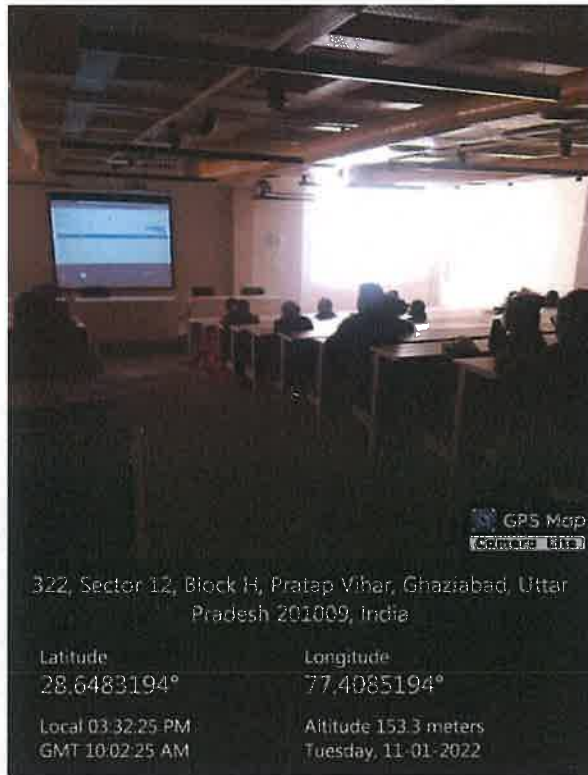 GPS Map
Camera Lite
322, Sector 12, Block H, Pratap Vihar, Ghaziabad, Uttar
Pradesh 201009, India
Latitude
28.6483194°
Longitude
77.4085194°
Local 03:32:25 PM
GMT 10:02:25 AM
Altitude 153.3 meters
Tuesday, 11-01-2022